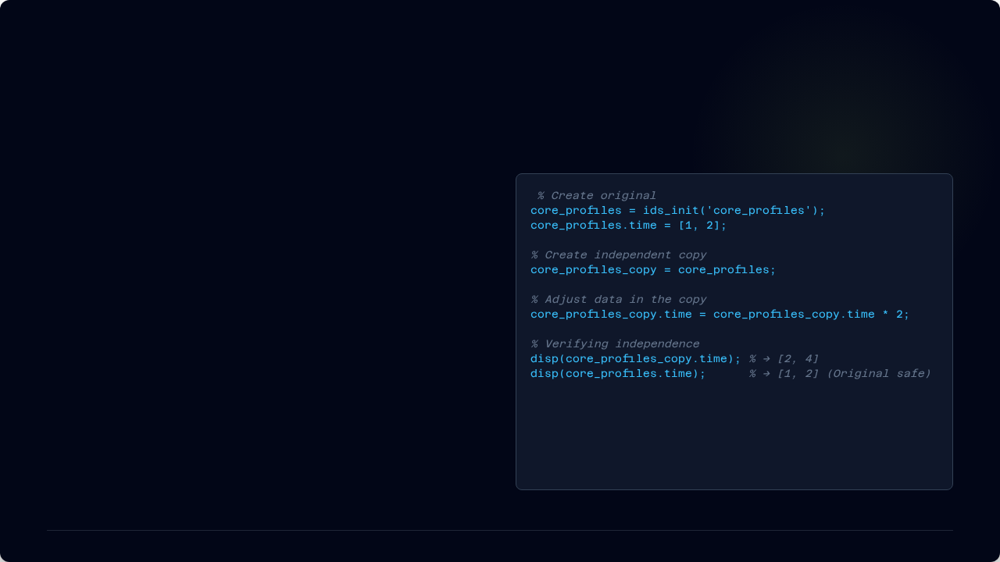 % Create original
core_profiles = ids_init('core_profiles');
core_profiles.time = [1, 2];
% Create independent copy
core_profiles_copy = core_profiles;
% Adjust data in the copy
core_profiles_copy.time = core_profiles_copy.time * 2;
% Verifying independence
disp(core_profiles_copy.time); % → [2, 4]
disp(core_profiles.time); % → [1, 2] (Original safe)